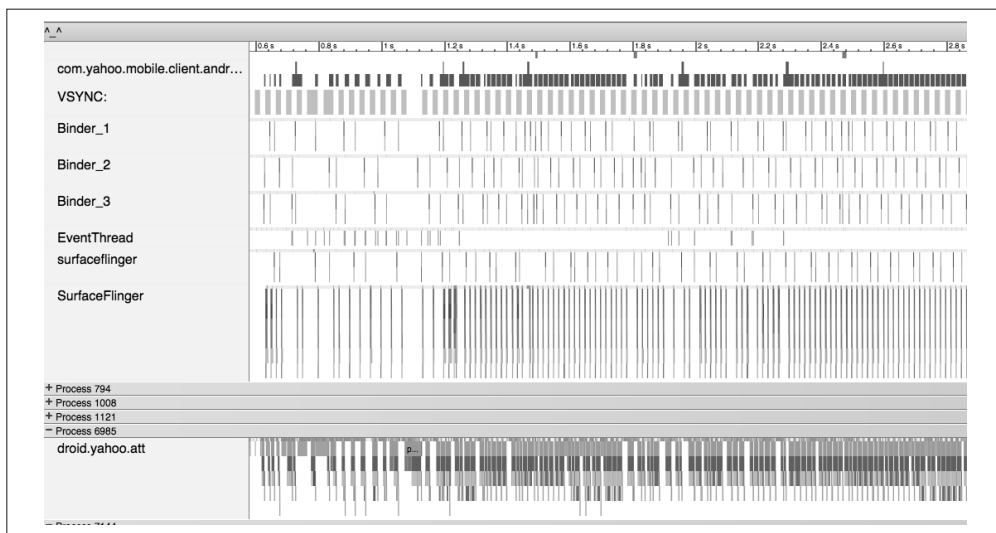 ^_^
0.6 s 0.8 s 1 s 1.2 s 1.4 s 1.6 s 1.8 s 2 s 2.2 s 2.4 s 2.6 s 2.8 s
com.yahoo.mobile.client.andr...
VSYNC:
Binder_1
Binder_2
Binder_3
EventThread
surfaceflinger
SurfaceFlinger
+ Process 794
+ Process 1008
+ Process 1121
− Process 6985
droid.yahoo.att
p...